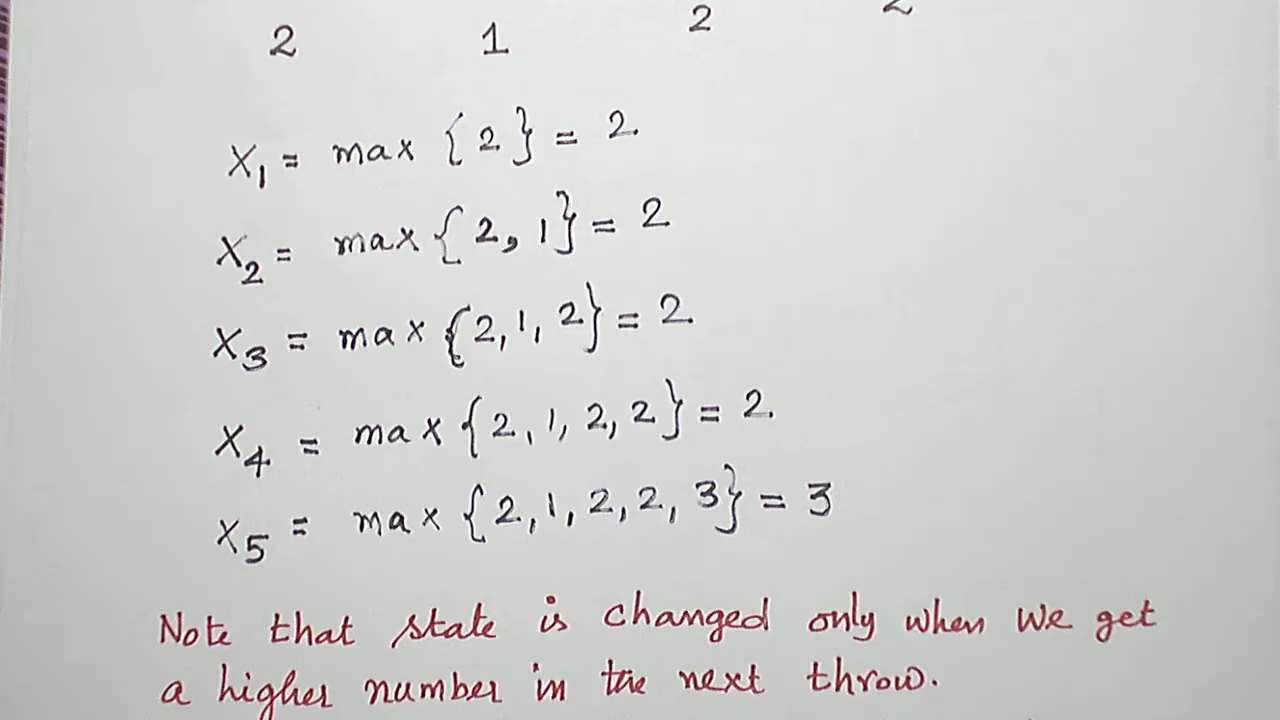 2 1 2 2
X₁ = max {2} = 2
X₂ = max {2, 1} = 2
X₃ = max {2, 1, 2} = 2
X₄ = max {2, 1, 2, 2} = 2.
X₅ = max {2, 1, 2, 2, 3} = 3
Note that state is changed only when we get
a higher number in the next throw.